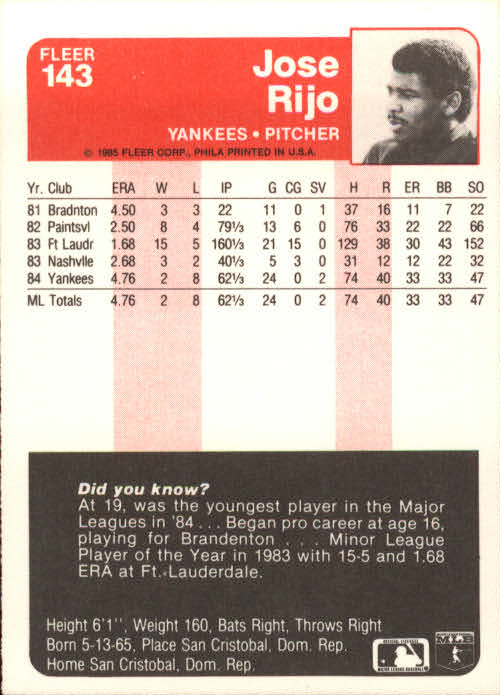 FLEER
143
Jose
Rijo
YANKEES • PITCHER
© 1985 FLEER CORP., PHILA PRINTED IN U.S.A.
Yr. Club ERA W L IP G CG SV H R ER BB SO
81 Bradnton 4.50 3 3 22 11 0 1 37 16 11 7 22
82 Paintsvl 2.50 8 4 79⅓ 13 6 0 76 33 22 22 66
83 Ft Laudr 1.68 15 5 160⅓ 21 15 0 129 38 30 43 152
83 Nashvlle 2.68 3 2 40⅓ 5 3 0 31 12 12 22 32
84 Yankees 4.76 2 8 62⅓ 24 0 2 74 40 33 33 47
ML Totals 4.76 2 8 62⅓ 24 0 2 74 40 33 33 47
Did you know?
At 19, was the youngest player in the Major
Leagues in '84 . . . Began pro career at age 16,
playing for Brandenton . . . Minor League
Player of the Year in 1983 with 15-5 and 1.68
ERA at Ft. Lauderdale.
Height 6'1", Weight 160, Bats Right, Throws Right
Born 5-13-65, Place San Cristobal, Dom. Rep.
Home San Cristobal, Dom. Rep.
MLB